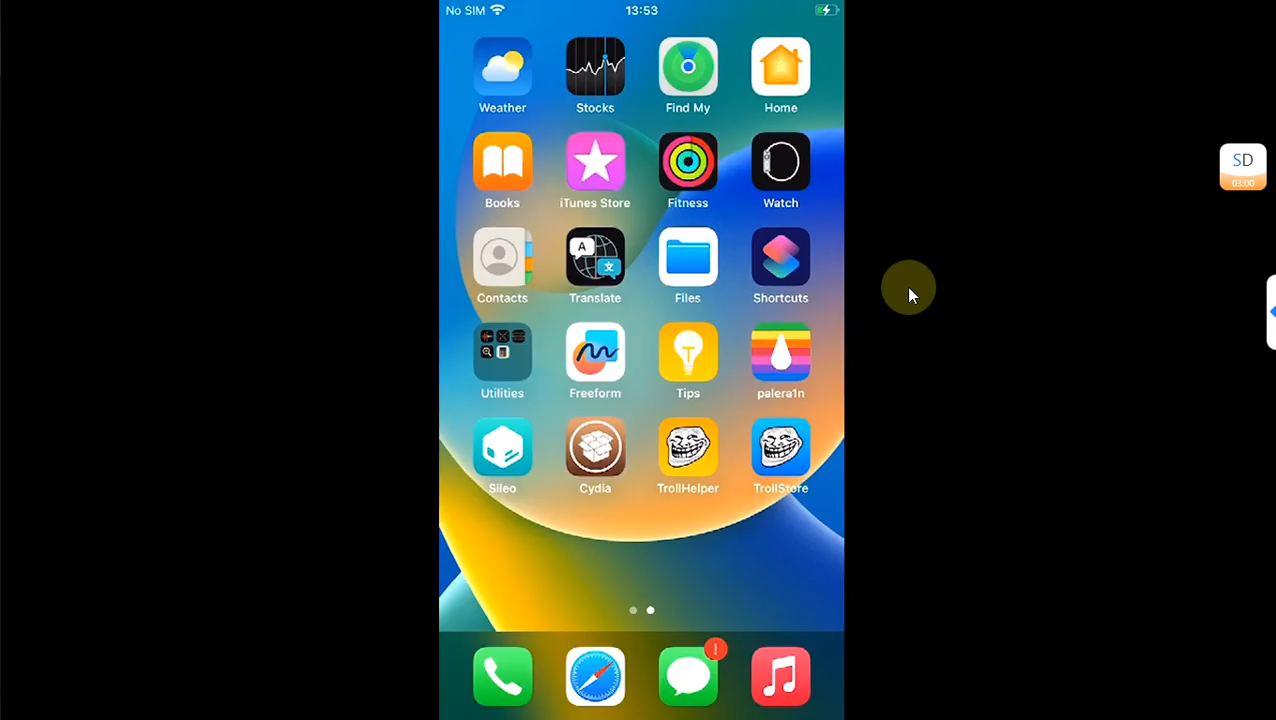 No SIM 13:53
SD
03:00
Weather Stocks Find My Home
Books iTunes Store Fitness Watch
A
文
Contacts Translate Files Shortcuts
T
Utilities Freeform Tips palera1n
Sileo Cydia TrollHelper TrollStore
!